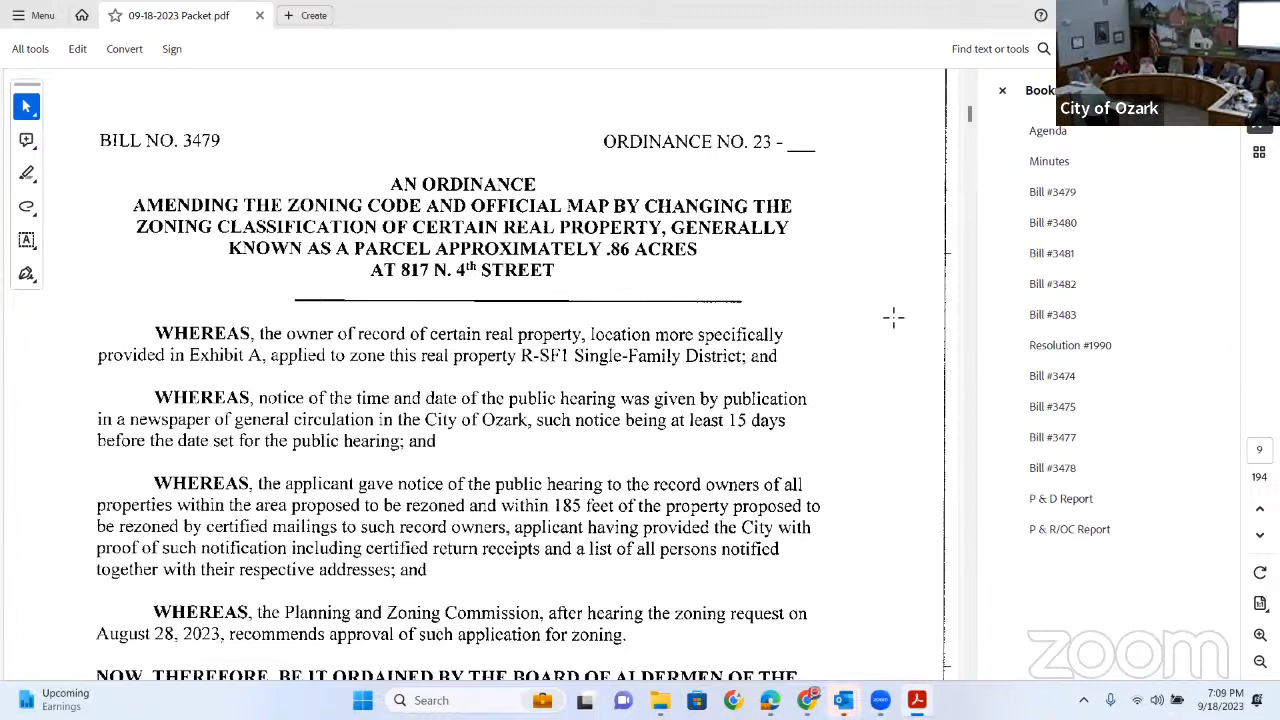 Menu
09-18-2023 Packet.pdf
Create
All tools Edit Convert Sign
Find text or tools
City of Ozark
BILL NO. 3479 ORDINANCE NO. 23 - ___
AN ORDINANCE
AMENDING THE ZONING CODE AND OFFICIAL MAP BY CHANGING THE
ZONING CLASSIFICATION OF CERTAIN REAL PROPERTY, GENERALLY
KNOWN AS A PARCEL APPROXIMATELY .86 ACRES
AT 817 N. 4th STREET
WHEREAS, the owner of record of certain real property, location more specifically
provided in Exhibit A, applied to zone this real property R-SF1 Single-Family District; and
WHEREAS, notice of the time and date of the public hearing was given by publication
in a newspaper of general circulation in the City of Ozark, such notice being at least 15 days
before the date set for the public hearing; and
WHEREAS, the applicant gave notice of the public hearing to the record owners of all
properties within the area proposed to be rezoned and within 185 feet of the property proposed to
be rezoned by certified mailings to such record owners, applicant having provided the City with
proof of such notification including certified return receipts and a list of all persons notified
together with their respective addresses; and
WHEREAS, the Planning and Zoning Commission, after hearing the zoning request on
August 28, 2023, recommends approval of such application for zoning.
NOW, THEREFORE, BE IT ORDAINED BY THE BOARD OF ALDERMEN OF THE
Agenda
Minutes
Bill #3479
Bill #3480
Bill #3481
Bill #3482
Bill #3483
Resolution #1990
Bill #3474
Bill #3475
Bill #3477
Bill #3478
P & D Report
P & R/OC Report
9
194
zoom
Upcoming
Earnings
Search
7:09 PM
9/18/2023